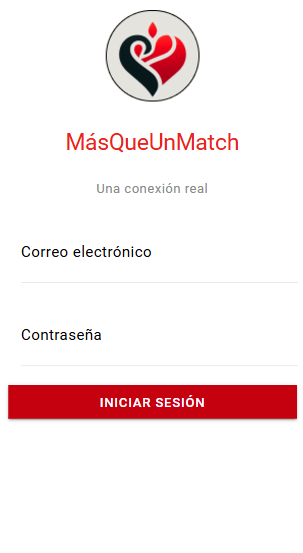 MásQueUnMatch
Una conexión real
Correo electrónico
Contraseña
INICIAR SESIÓN